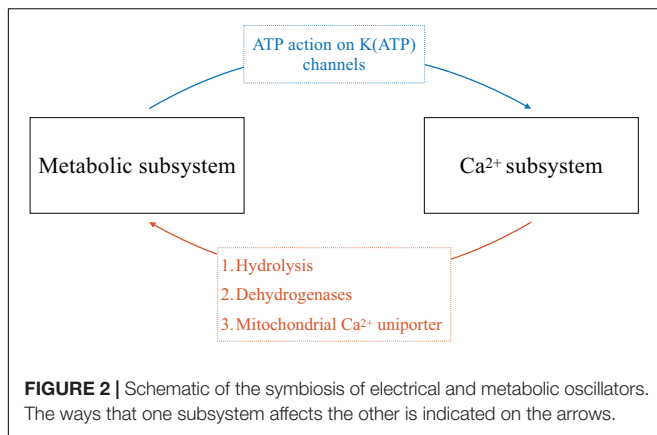 ATP action on K(ATP)
channels
Metabolic subsystem
Ca²⁺ subsystem
1. Hydrolysis
2. Dehydrogenases
3. Mitochondrial Ca²⁺ uniporter
FIGURE 2 | Schematic of the symbiosis of electrical and metabolic oscillators.
The ways that one subsystem affects the other is indicated on the arrows.